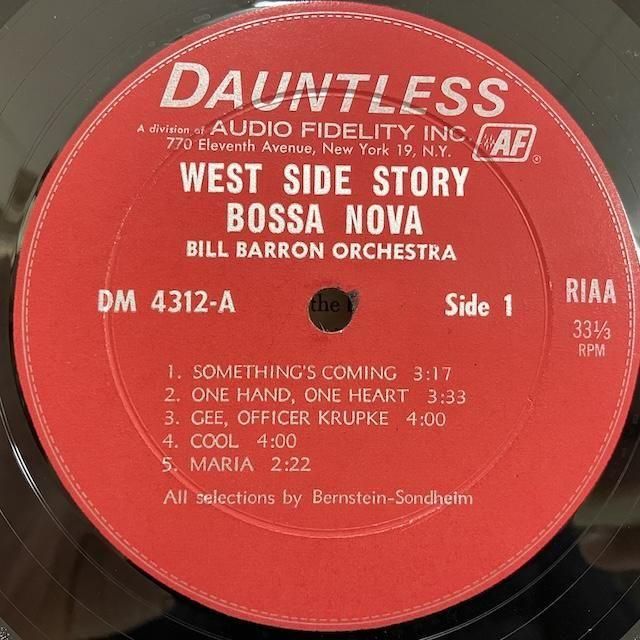 DAUNTLESS
A division of AUDIO FIDELITY INC. AF ®
770 Eleventh Avenue, New York 19, N.Y.
WEST SIDE STORY
BOSSA NOVA
BILL BARRON ORCHESTRA
DM 4312-A
the
Side 1
RIAA
33⅓
RPM
1. SOMETHING'S COMING 3:17
2. ONE HAND, ONE HEART 3:33
3. GEE, OFFICER KRUPKE 4:00
4. COOL 4:00
5. MARIA 2:22
All selections by Bernstein-Sondheim